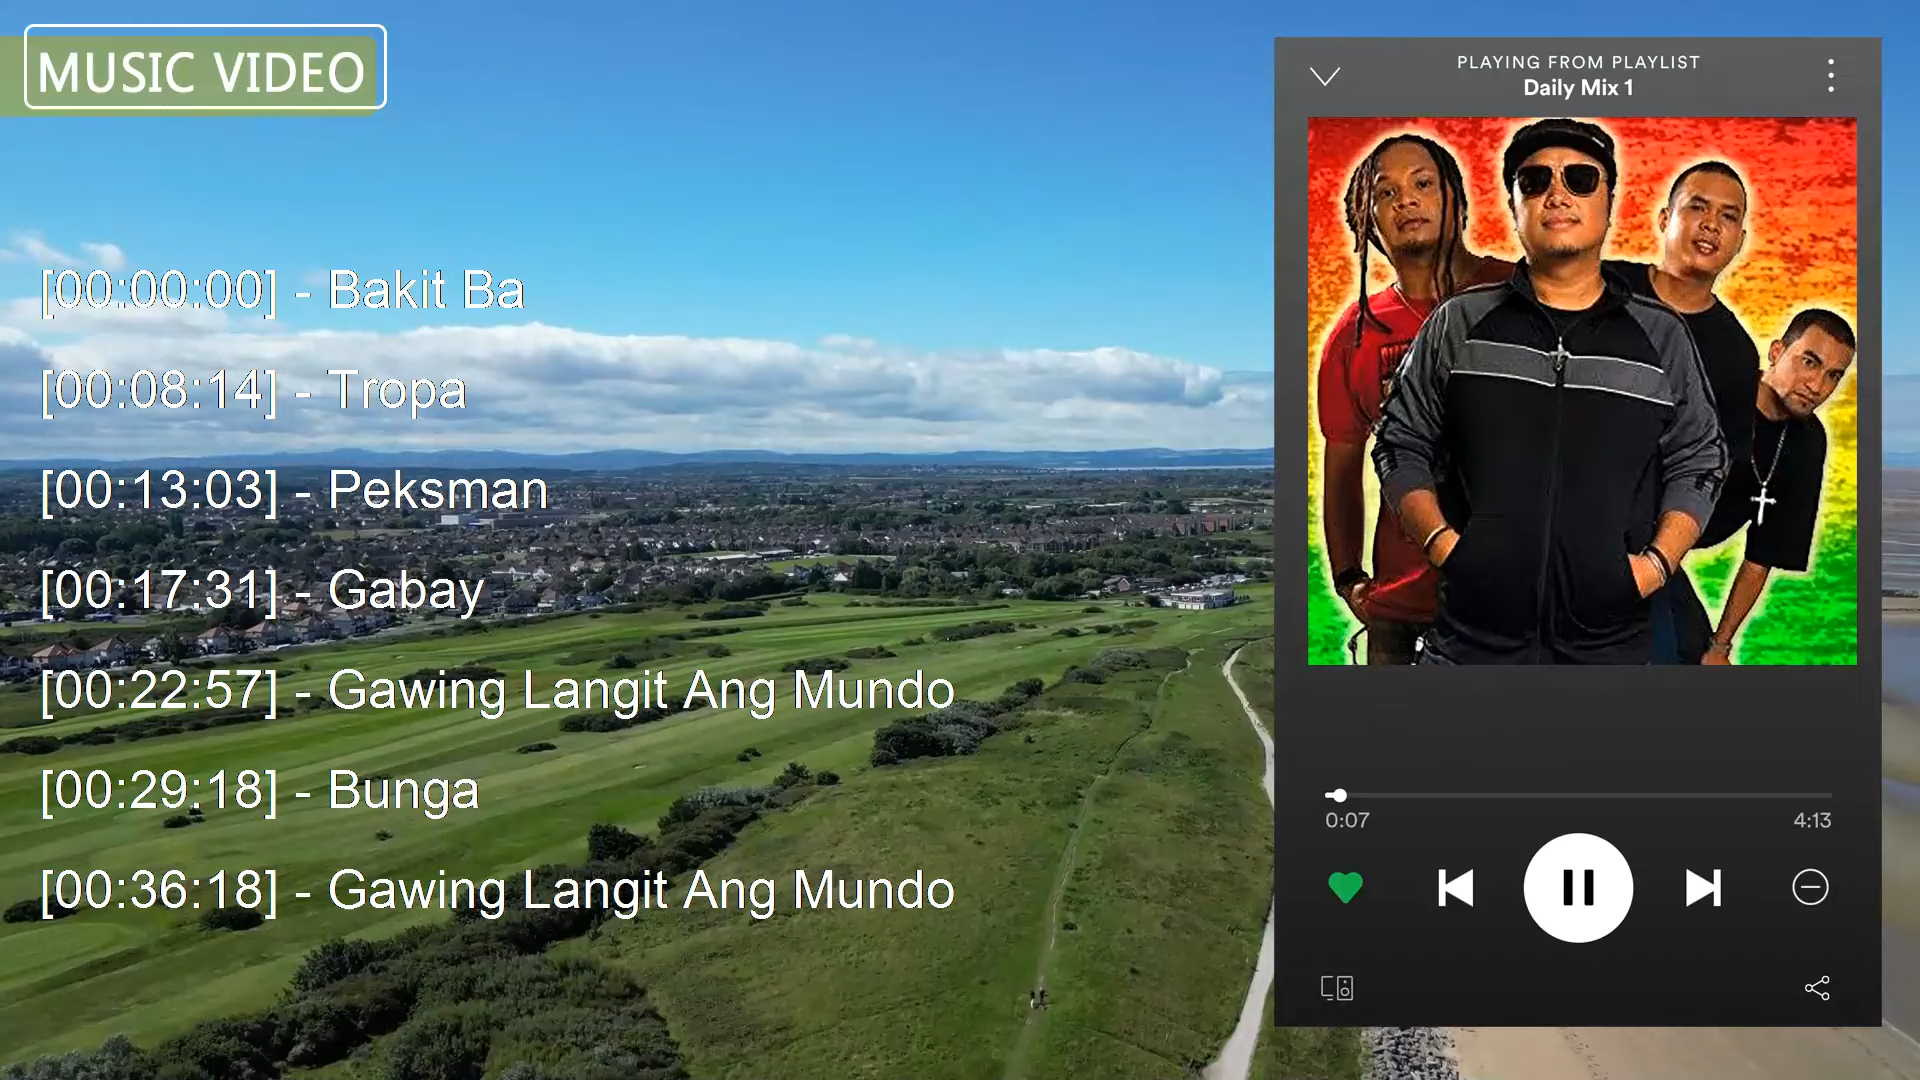 MUSIC VIDEO
[00:00:00] - Bakit Ba
[00:08:14] - Tropa
[00:13:03] - Peksman
[00:17:31] - Gabay
[00:22:57] - Gawing Langit Ang Mundo
[00:29:18] - Bunga
[00:36:18] - Gawing Langit Ang Mundo
PLAYING FROM PLAYLIST
Daily Mix 1
0:07
4:13